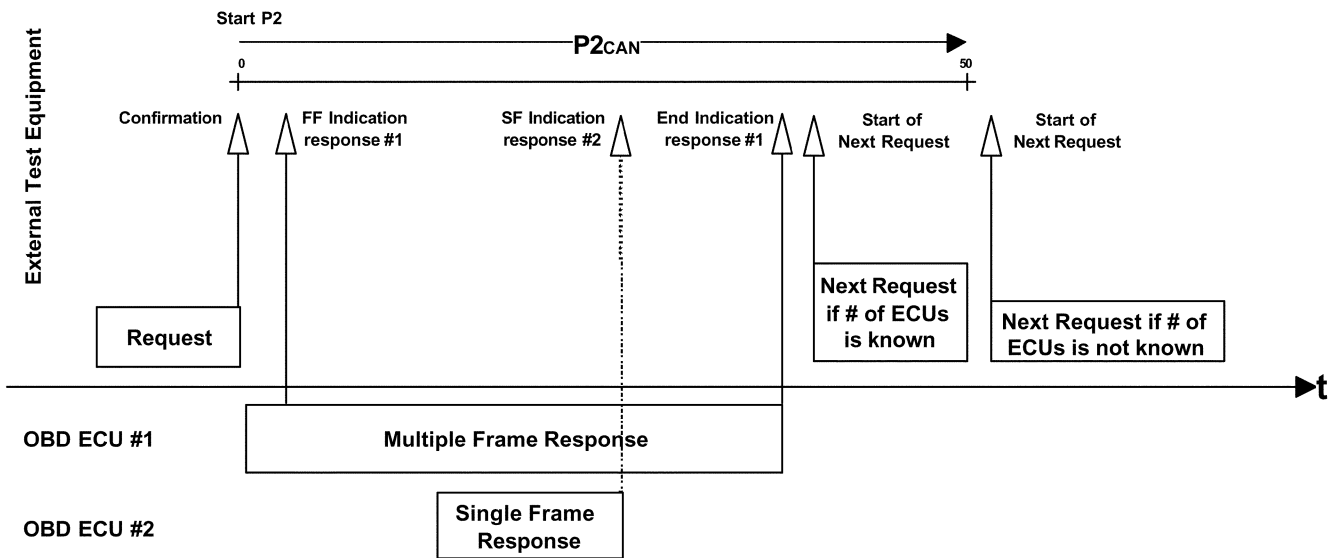 Start P2
P2CAN
0
50
External Test Equipment
Confirmation
FF Indication
response #1
SF Indication
response #2
End Indication
response #1
Start of
Next Request
Start of
Next Request
Request
Next Request
if # of ECUs
is known
Next Request if # of
ECUs is not known
t
OBD ECU #1
Multiple Frame Response
OBD ECU #2
Single Frame
Response